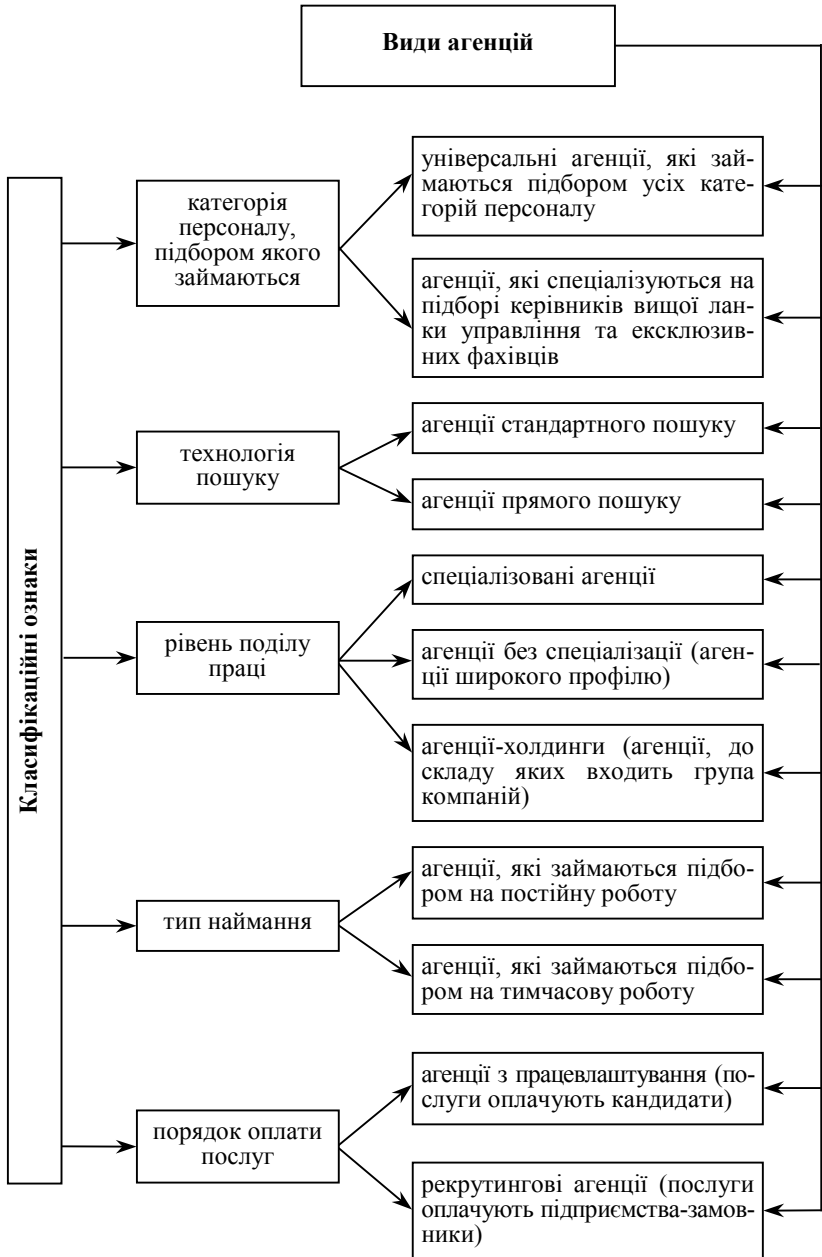 Види агенцій
Класифікаційні ознаки
категорія
персоналу,
підбором якого
займаються
універсальні агенції, які зай-
маються підбором усіх кате-
горій персоналу
агенції, які спеціалізуються на
підборі керівників вищої лан-
ки управління та ексклюзив-
них фахівців
технологія
пошуку
агенції стандартного пошуку
агенції прямого пошуку
рівень поділу
праці
спеціалізовані агенції
агенції без спеціалізації (аген-
ції широкого профілю)
агенції-холдинги (агенції, до
складу яких входить група
компаній)
тип наймання
агенції, які займаються підбо-
ром на постійну роботу
агенції, які займаються підбо-
ром на тимчасову роботу
порядок оплати
послуг
агенції з працевлаштування (по-
слуги оплачують кандидати)
рекрутингові агенції (послуги
оплачують підприємства-замов-
ники)